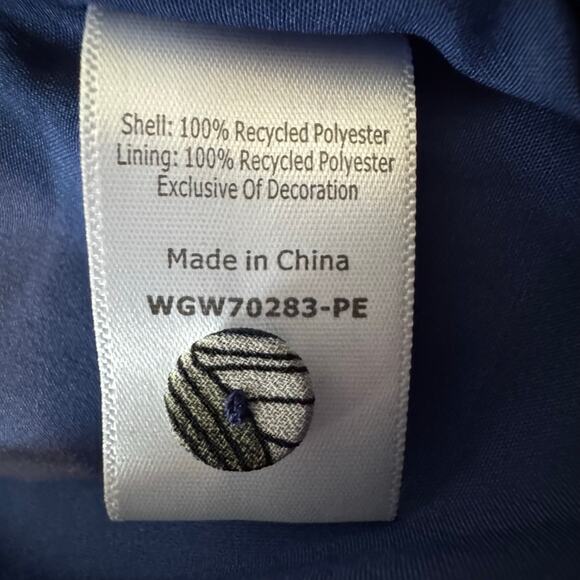 Shell: 100% Recycled Polyester
Lining: 100% Recycled Polyester
Exclusive Of Decoration
Made in China
WGW70283-PE